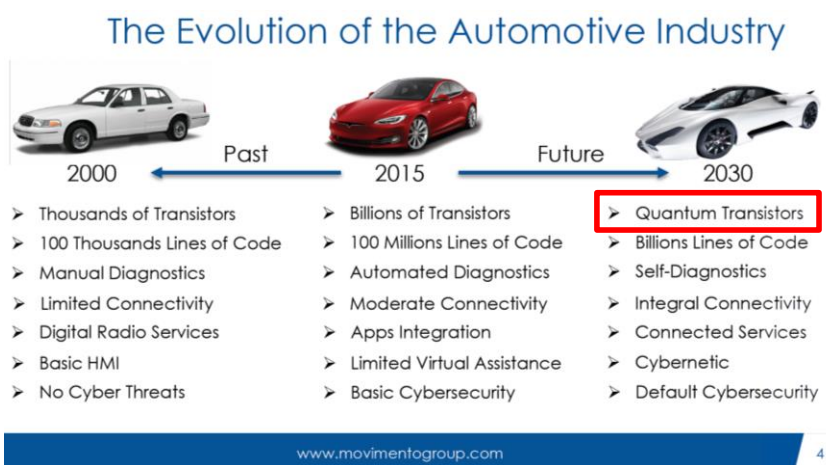 The Evolution of the Automotive Industry
Past
Future
2000
2015
2030
➢ Thousands of Transistors
➢ 100 Thousands Lines of Code
➢ Manual Diagnostics
➢ Limited Connectivity
➢ Digital Radio Services
➢ Basic HMI
➢ No Cyber Threats
➢ Billions of Transistors
➢ 100 Millions Lines of Code
➢ Automated Diagnostics
➢ Moderate Connectivity
➢ Apps Integration
➢ Limited Virtual Assistance
➢ Basic Cybersecurity
➢ Quantum Transistors
➢ Billions Lines of Code
➢ Self-Diagnostics
➢ Integral Connectivity
➢ Connected Services
➢ Cybernetic
➢ Default Cybersecurity
www.movimentogroup.com
4